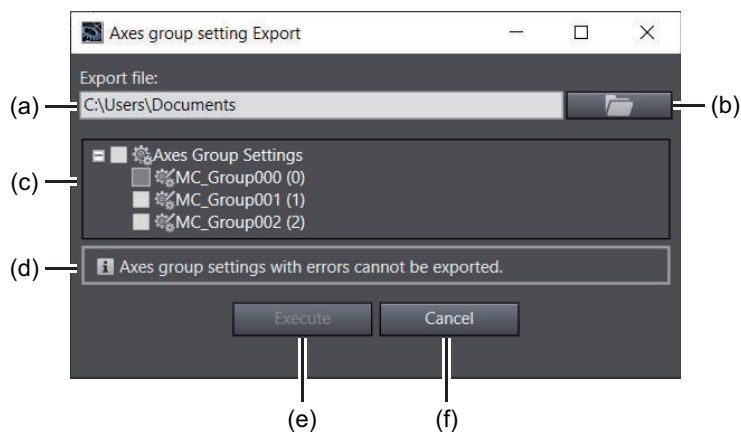 Axes group setting Export
Export file:
(a)
C:\Users\Documents
(b)
Axes Group Settings
(c)
MC_Group000 (0)
MC_Group001 (1)
MC_Group002 (2)
(d)
Axes group settings with errors cannot be exported.
Execute
Cancel
(e)
(f)